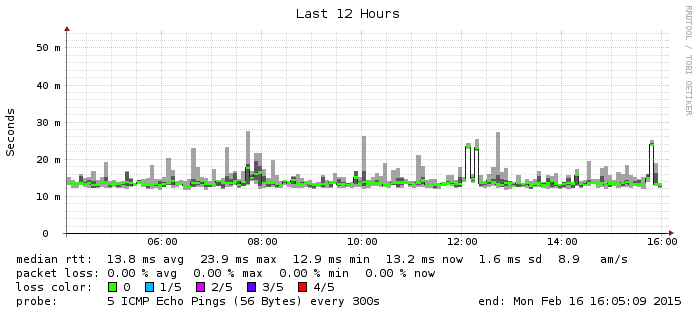 Last 12 Hours
RRDTOOL / TOBI OETIKER
Seconds
50 m
40 m
30 m
20 m
10 m
0
06:00 08:00 10:00 12:00 14:00 16:00
median rtt: 13.8 ms avg 23.9 ms max 12.9 ms min 13.2 ms now 1.6 ms sd 8.9 am/s
packet loss: 0.00 % avg 0.00 % max 0.00 % min 0.00 % now
loss color: 0 1/5 2/5 3/5 4/5
probe: 5 ICMP Echo Pings (56 Bytes) every 300s end: Mon Feb 16 16:05:09 2015